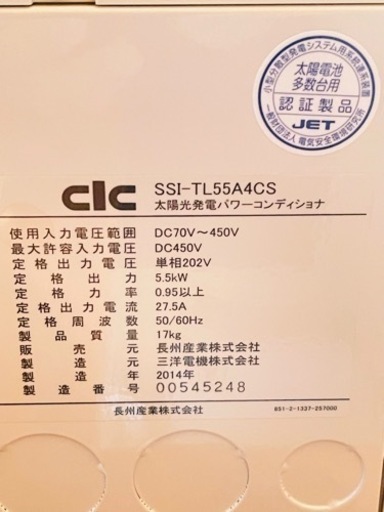 小型分散型発電システム用系統連系装置
太陽電池
多数台用
認証製品
JET
一般財団法人 電気安全環境研究所
CIC SSI-TL55A4CS
太陽光発電パワーコンディショナ
使用入力電圧範囲 DC70V～450V
最大許容入力電圧 DC450V
定格出力電圧 単相202V
定格出力 5.5kW
定格力率 0.95以上
定格出力電流 27.5A
定格周波数 50/60Hz
製品質量 17kg
販売元 長州産業株式会社
製造元 三洋電機株式会社
製造年 2014年
製造番号 00545248
長州産業株式会社 851-2-1337-257000